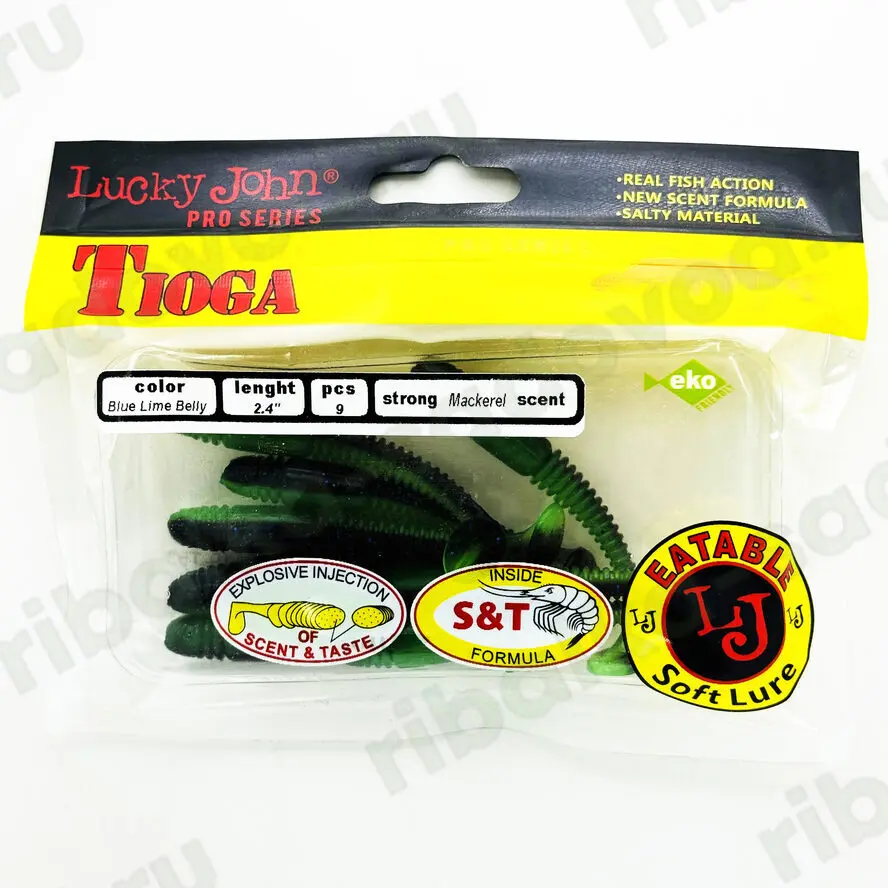 Lucky John®
PRO SERIES
•REAL FISH ACTION
•NEW SCENT FORMULA
•SALTY MATERIAL
TIOGA
color
Blue Lime Belly
lenght
2.4"
pcs
9
strong Mackerel scent
eko
FRIENDLY
EXPLOSIVE INJECTION
OF
SCENT & TASTE
INSIDE
S&T
FORMULA
EATABLE
LJ
LJ
LJ
Soft Lure